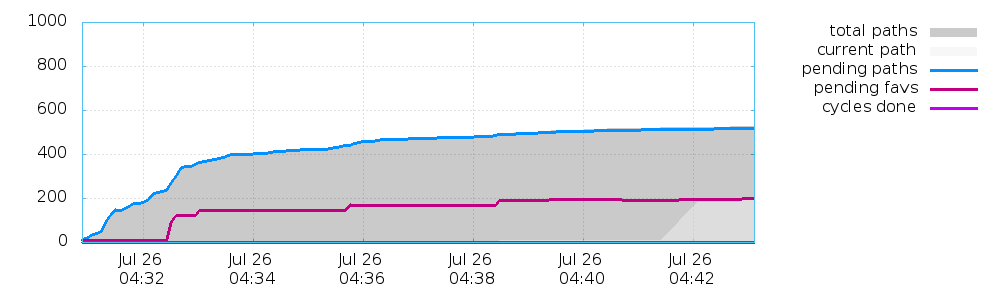 1000
800
600
400
200
0
Jul 26 Jul 26 Jul 26 Jul 26 Jul 26 Jul 26
04:32 04:34 04:36 04:38 04:40 04:42
total paths
current path
pending paths
pending favs
cycles done